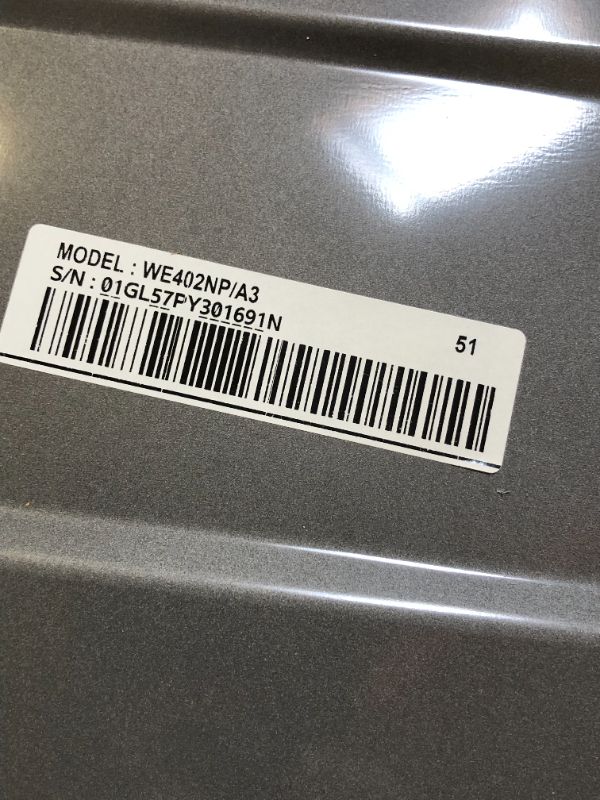 MODEL : WE402NP/A3
S/N : 01GL57PY301691N
51